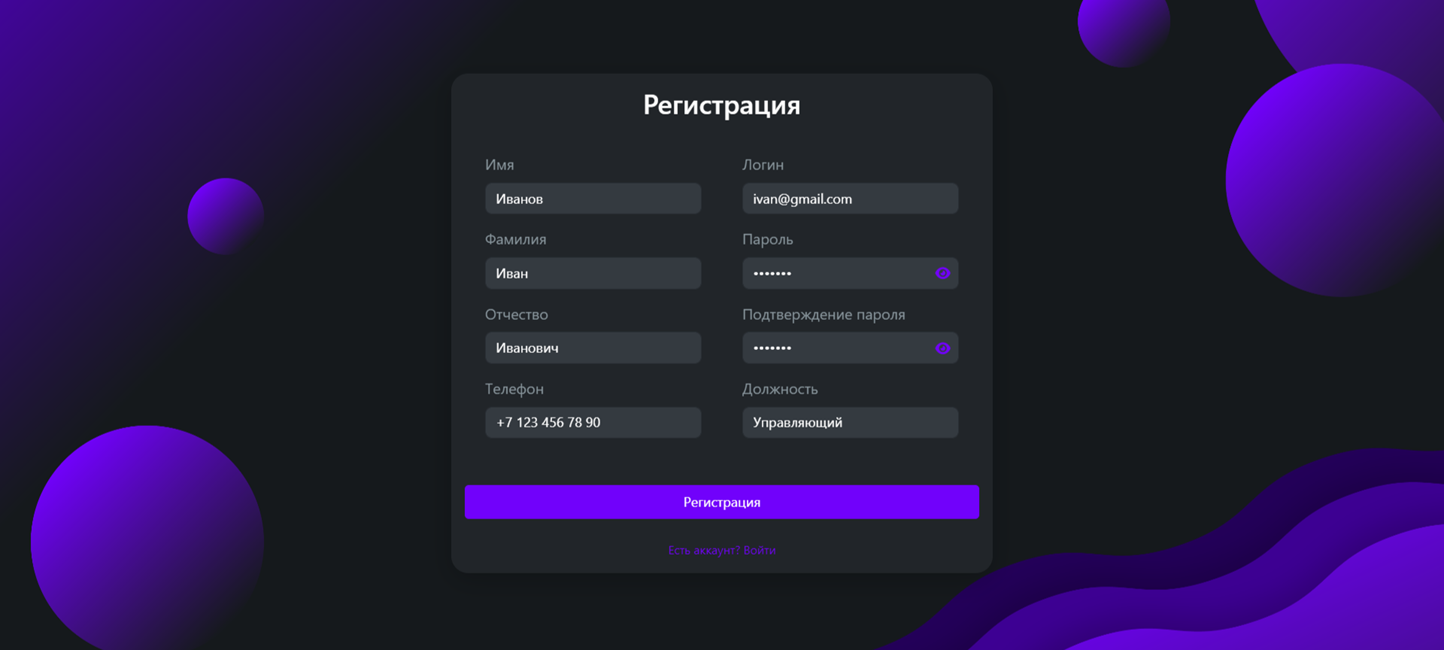 Регистрация
Имя
Иванов
Фамилия
Иван
Отчество
Иванович
Телефон
+7 123 456 78 90
Логин
ivan@gmail.com
Пароль
•••••••
Подтверждение пароля
•••••••
Должность
Управляющий
Регистрация
Есть аккаунт? Войти